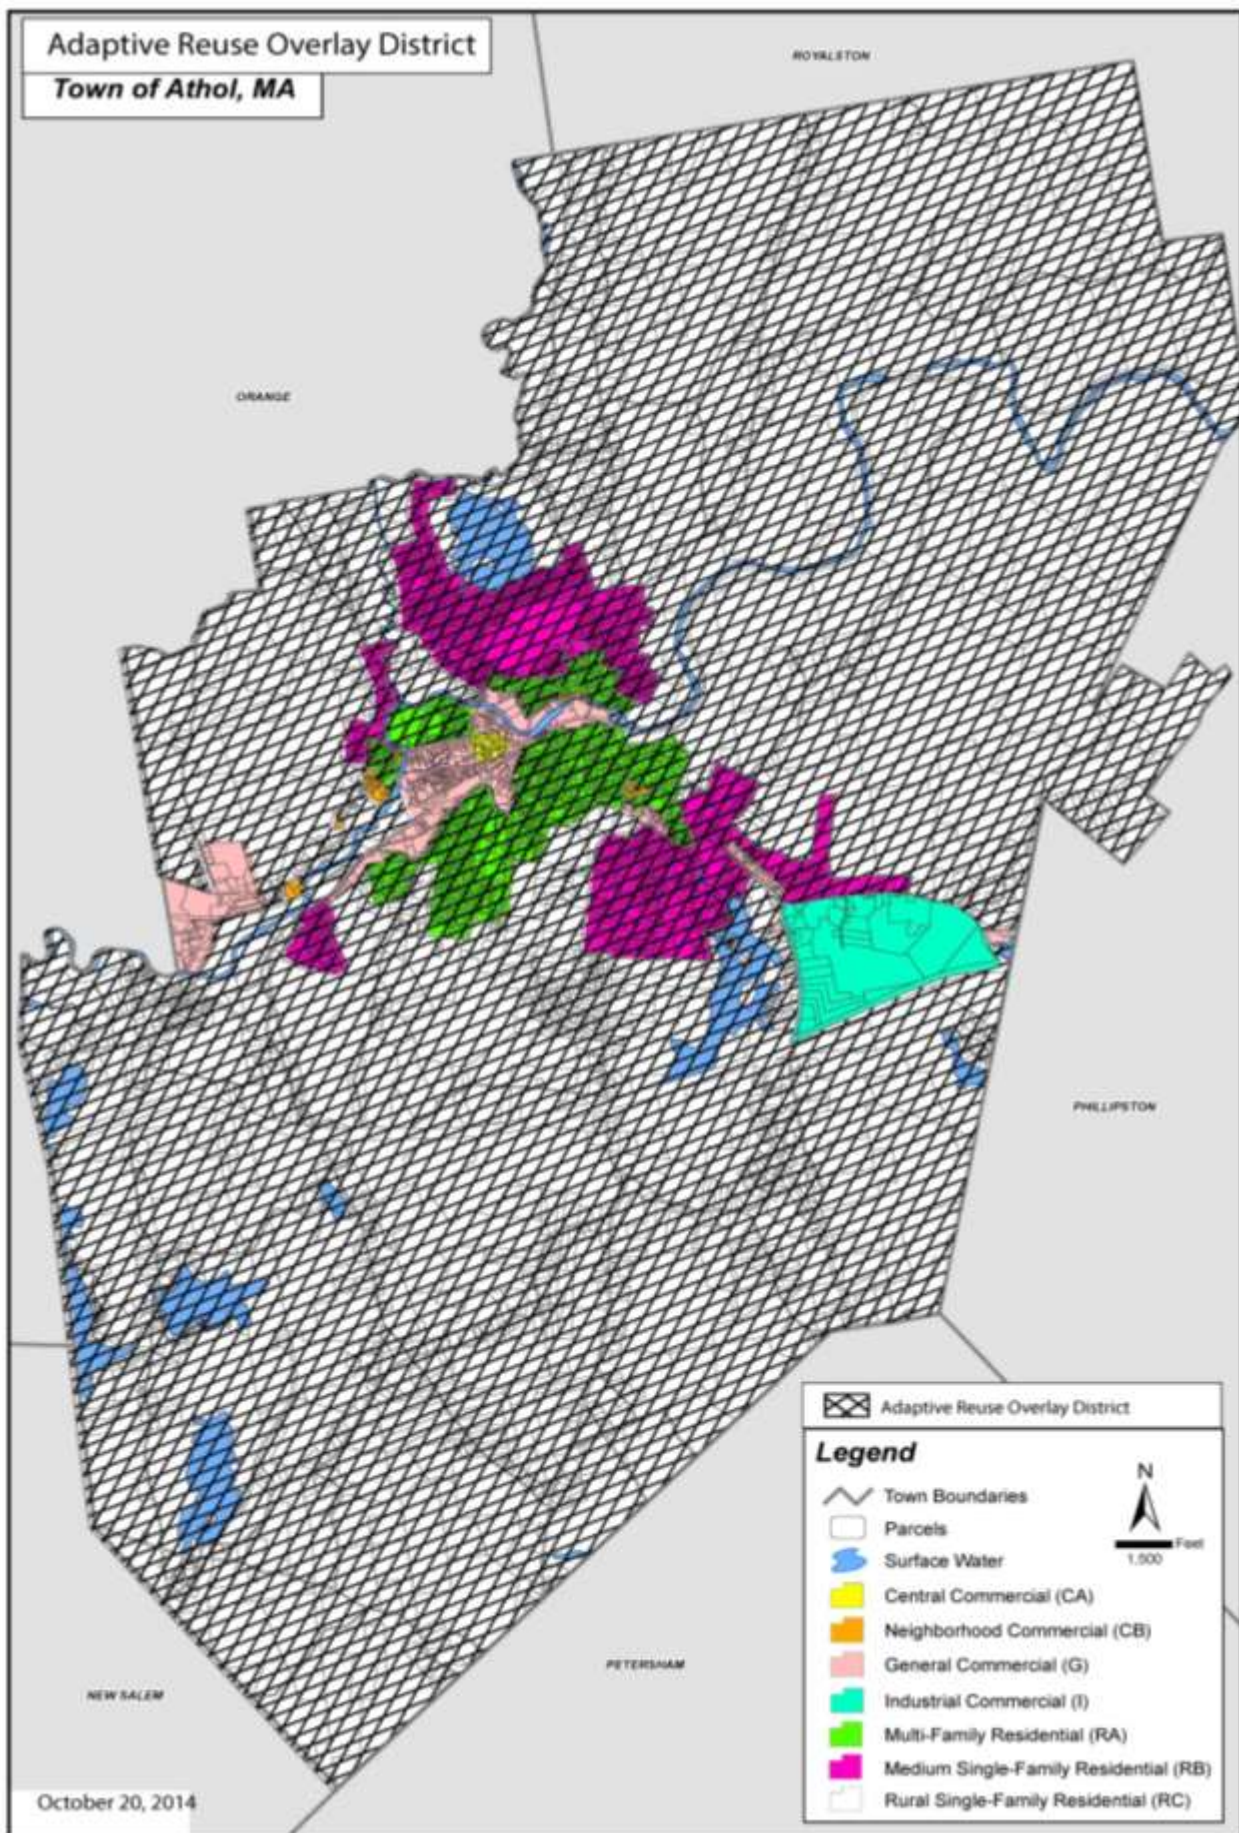 Adaptive Reuse Overlay District
Town of Athol, MA
ROYALSTON
ORANGE
PHILLIPSTON
PETERSHAM
NEW SALEM
Adaptive Reuse Overlay District
Legend
Town Boundaries
Parcels
Surface Water
Central Commercial (CA)
Neighborhood Commercial (CB)
General Commercial (G)
Industrial Commercial (I)
Multi-Family Residential (RA)
Medium Single-Family Residential (RB)
Rural Single-Family Residential (RC)
N
Feet
1,500
October 20, 2014